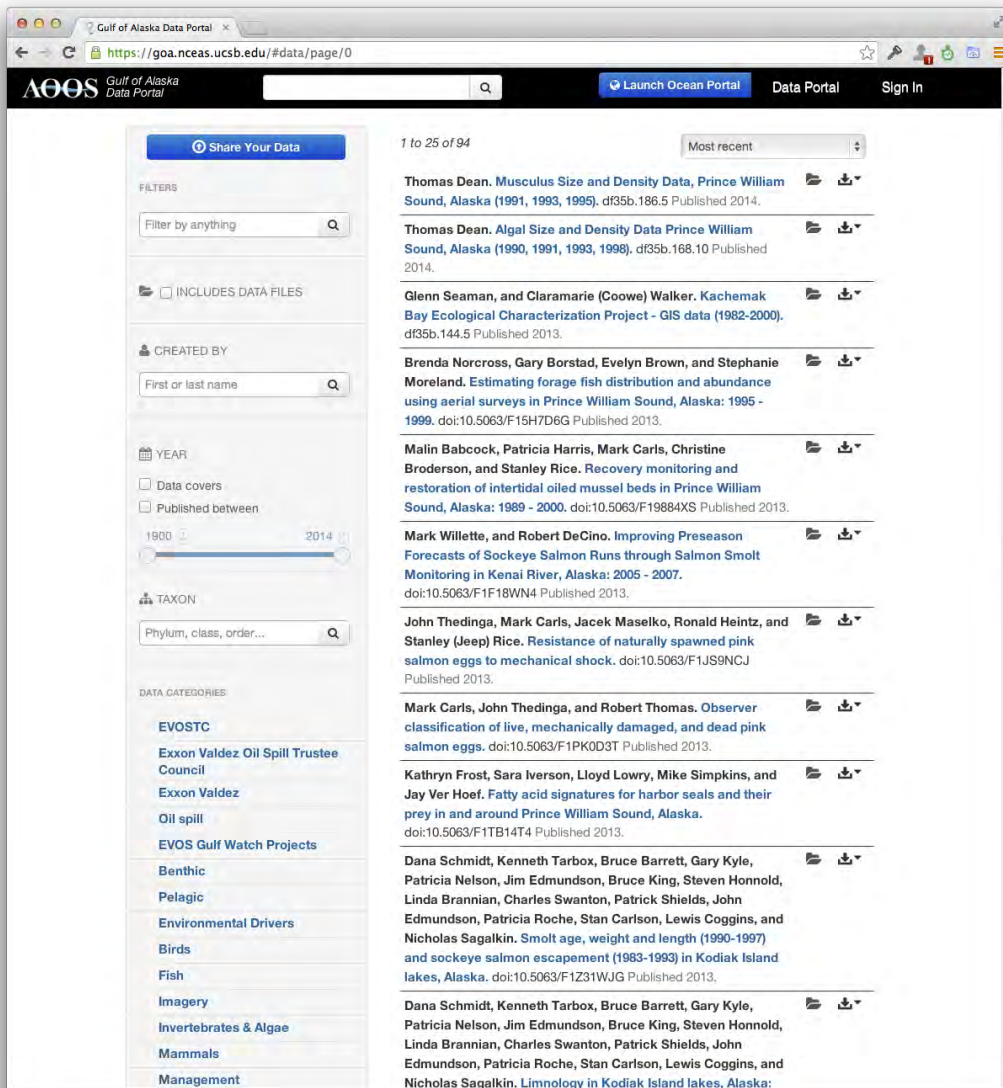 Gulf of Alaska Data Portal
https://goa.nceas.ucsb.edu/#data/page/0
AOOS Gulf of Alaska
Data Portal
Launch Ocean Portal
Data Portal
Sign In
Share Your Data
FILTERS
Filter by anything
INCLUDES DATA FILES
CREATED BY
First or last name
YEAR
Data covers
Published between
1900
2014
TAXON
Phylum, class, order...
DATA CATEGORIES
EVOSTC
Exxon Valdez Oil Spill Trustee
Council
Exxon Valdez
Oil spill
EVOS Gulf Watch Projects
Benthic
Pelagic
Environmental Drivers
Birds
Fish
Imagery
Invertebrates & Algae
Mammals
Management
1 to 25 of 94
Most recent
Thomas Dean. Musculus Size and Density Data, Prince William
Sound, Alaska (1991, 1993, 1995). df35b.186.5 Published 2014.
Thomas Dean. Algal Size and Density Data Prince William
Sound, Alaska (1990, 1991, 1993, 1998). df35b.168.10 Published
2014.
Glenn Seaman, and Claramarie (Coowe) Walker. Kachemak
Bay Ecological Characterization Project - GIS data (1982-2000).
df35b.144.5 Published 2013.
Brenda Norcross, Gary Borstad, Evelyn Brown, and Stephanie
Moreland. Estimating forage fish distribution and abundance
using aerial surveys in Prince William Sound, Alaska: 1995 -
1999. doi:10.5063/F15H7D6G Published 2013.
Malin Babcock, Patricia Harris, Mark Carls, Christine
Broderson, and Stanley Rice. Recovery monitoring and
restoration of intertidal oiled mussel beds in Prince William
Sound, Alaska: 1989 - 2000. doi:10.5063/F19884XS Published 2013.
Mark Willette, and Robert DeCino. Improving Preseason
Forecasts of Sockeye Salmon Runs through Salmon Smolt
Monitoring in Kenai River, Alaska: 2005 - 2007.
doi:10.5063/F1F18WN4 Published 2013.
John Thedinga, Mark Carls, Jacek Maselko, Ronald Heintz, and
Stanley (Jeep) Rice. Resistance of naturally spawned pink
salmon eggs to mechanical shock. doi:10.5063/F1JS9NCJ
Published 2013.
Mark Carls, John Thedinga, and Robert Thomas. Observer
classification of live, mechanically damaged, and dead pink
salmon eggs. doi:10.5063/F1PK0D3T Published 2013.
Kathryn Frost, Sara Iverson, Lloyd Lowry, Mike Simpkins, and
Jay Ver Hoef. Fatty acid signatures for harbor seals and their
prey in and around Prince William Sound, Alaska.
doi:10.5063/F1TB14T4 Published 2013.
Dana Schmidt, Kenneth Tarbox, Bruce Barrett, Gary Kyle,
Patricia Nelson, Jim Edmundson, Bruce King, Steven Honnold,
Linda Brannian, Charles Swanton, Patrick Shields, John
Edmundson, Patricia Roche, Stan Carlson, Lewis Coggins, and
Nicholas Sagalkin. Smolt age, weight and length (1990-1997)
and sockeye salmon escapement (1983-1993) in Kodiak Island
lakes, Alaska. doi:10.5063/F1Z31WJG Published 2013.
Dana Schmidt, Kenneth Tarbox, Bruce Barrett, Gary Kyle,
Patricia Nelson, Jim Edmundson, Bruce King, Steven Honnold,
Linda Brannian, Charles Swanton, Patrick Shields, John
Edmundson, Patricia Roche, Stan Carlson, Lewis Coggins, and
Nicholas Sagalkin. Limnology in Kodiak Island lakes, Alaska: